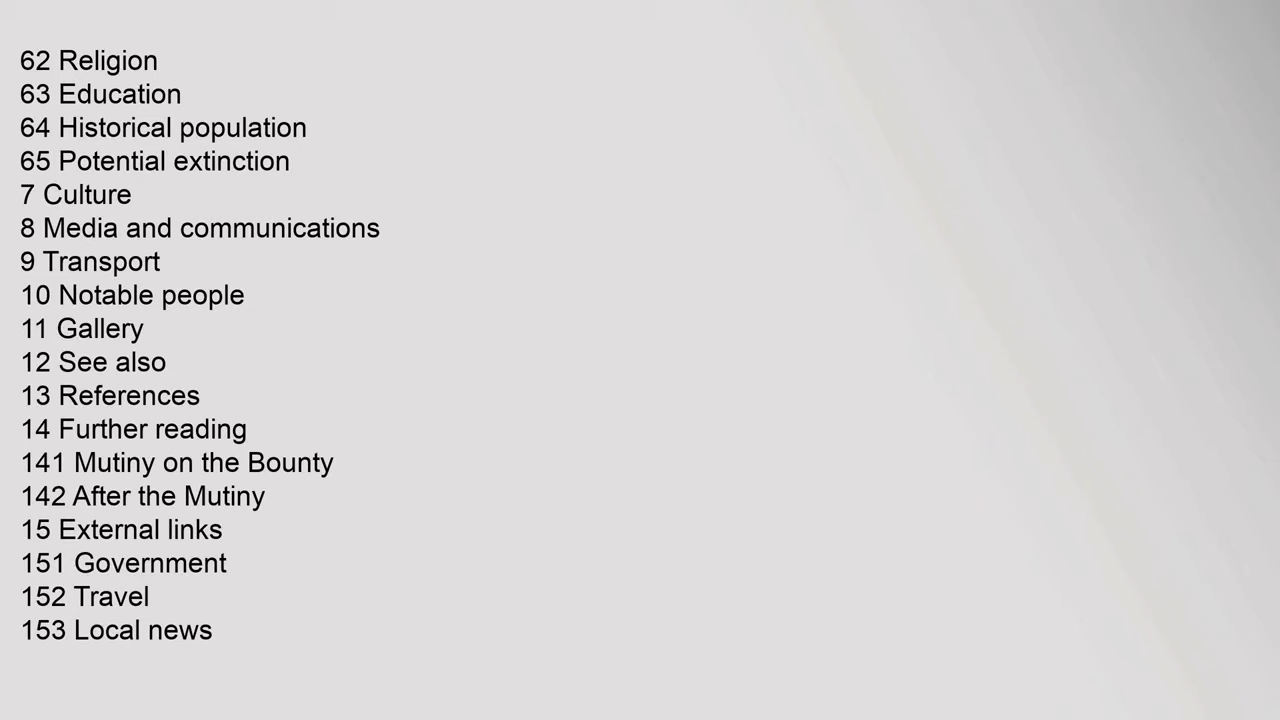 62 Religion
63 Education
64 Historical population
65 Potential extinction
7 Culture
8 Media and communications
9 Transport
10 Notable people
11 Gallery
12 See also
13 References
14 Further reading
141 Mutiny on the Bounty
142 After the Mutiny
15 External links
151 Government
152 Travel
153 Local news